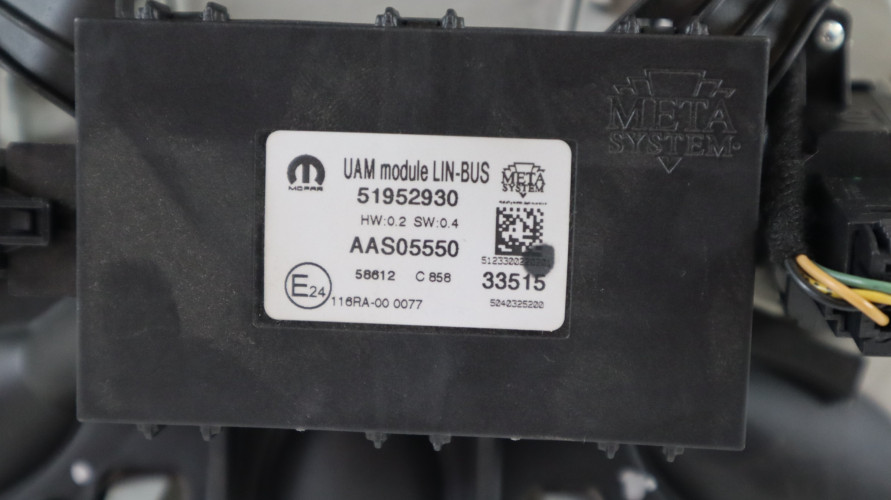 META
SYSTEM
MOPAR
UAM module LIN-BUS
META
SYSTEM
51952930
HW:0.2 SW:0.4
AAS05550
58612 C 858
33515
E24
116RA-00 0077
5040325200